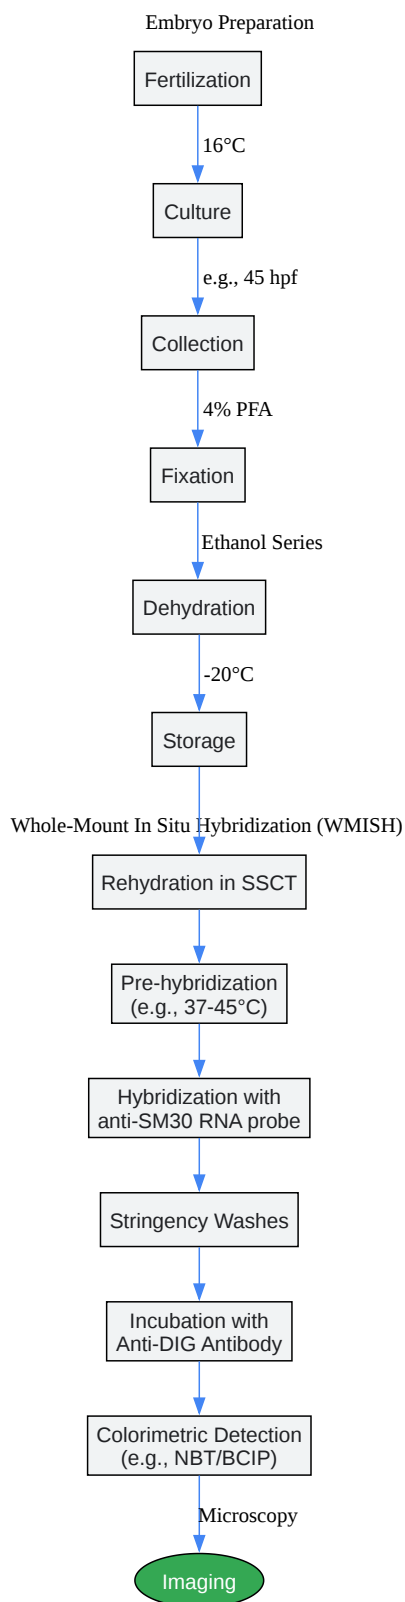 Embryo Preparation
Fertilization
16°C
Culture
e.g., 45 hpf
Collection
4% PFA
Fixation
Ethanol Series
Dehydration
-20°C
Storage
Whole-Mount In Situ Hybridization (WMISH)
Rehydration in SSCT
Pre-hybridization
(e.g., 37-45°C)
Hybridization with
anti-SM30 RNA probe
Stringency Washes
Incubation with
Anti-DIG Antibody
Colorimetric Detection
(e.g., NBT/BCIP)
Microscopy
Imaging